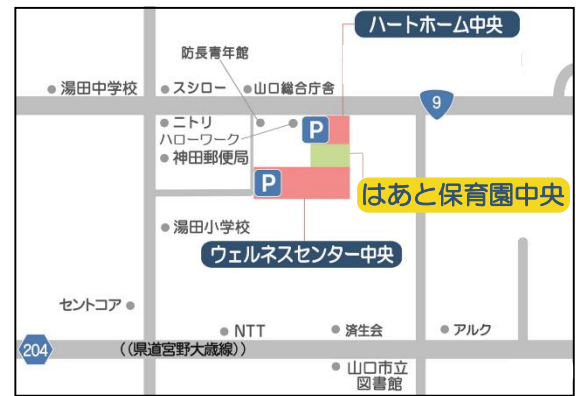 ハートホーム中央
防長青年館
湯田中学校
スシロー
山口総合庁舎
9
ニトリ
ハローワーク
P
神田郵便局
P
はあと保育園中央
湯田小学校
ウェルネスセンター中央
セントコア
NTT
済生会
アルク
204
((県道宮野大歳線))
山口市立
図書館